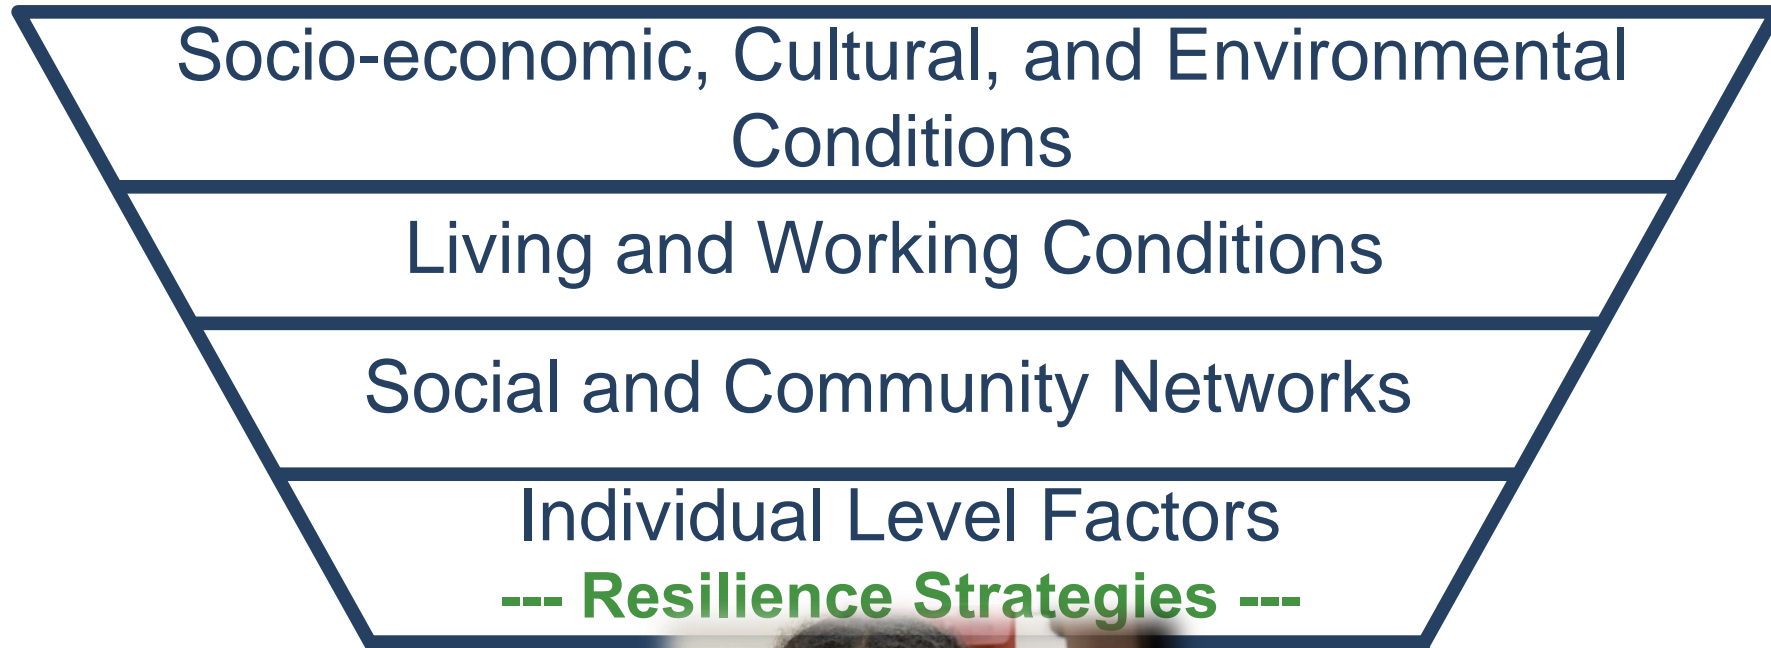 Socio-economic, Cultural, and Environmental
Conditions
Living and Working Conditions
Social and Community Networks
Individual Level Factors
--- Resilience Strategies ---